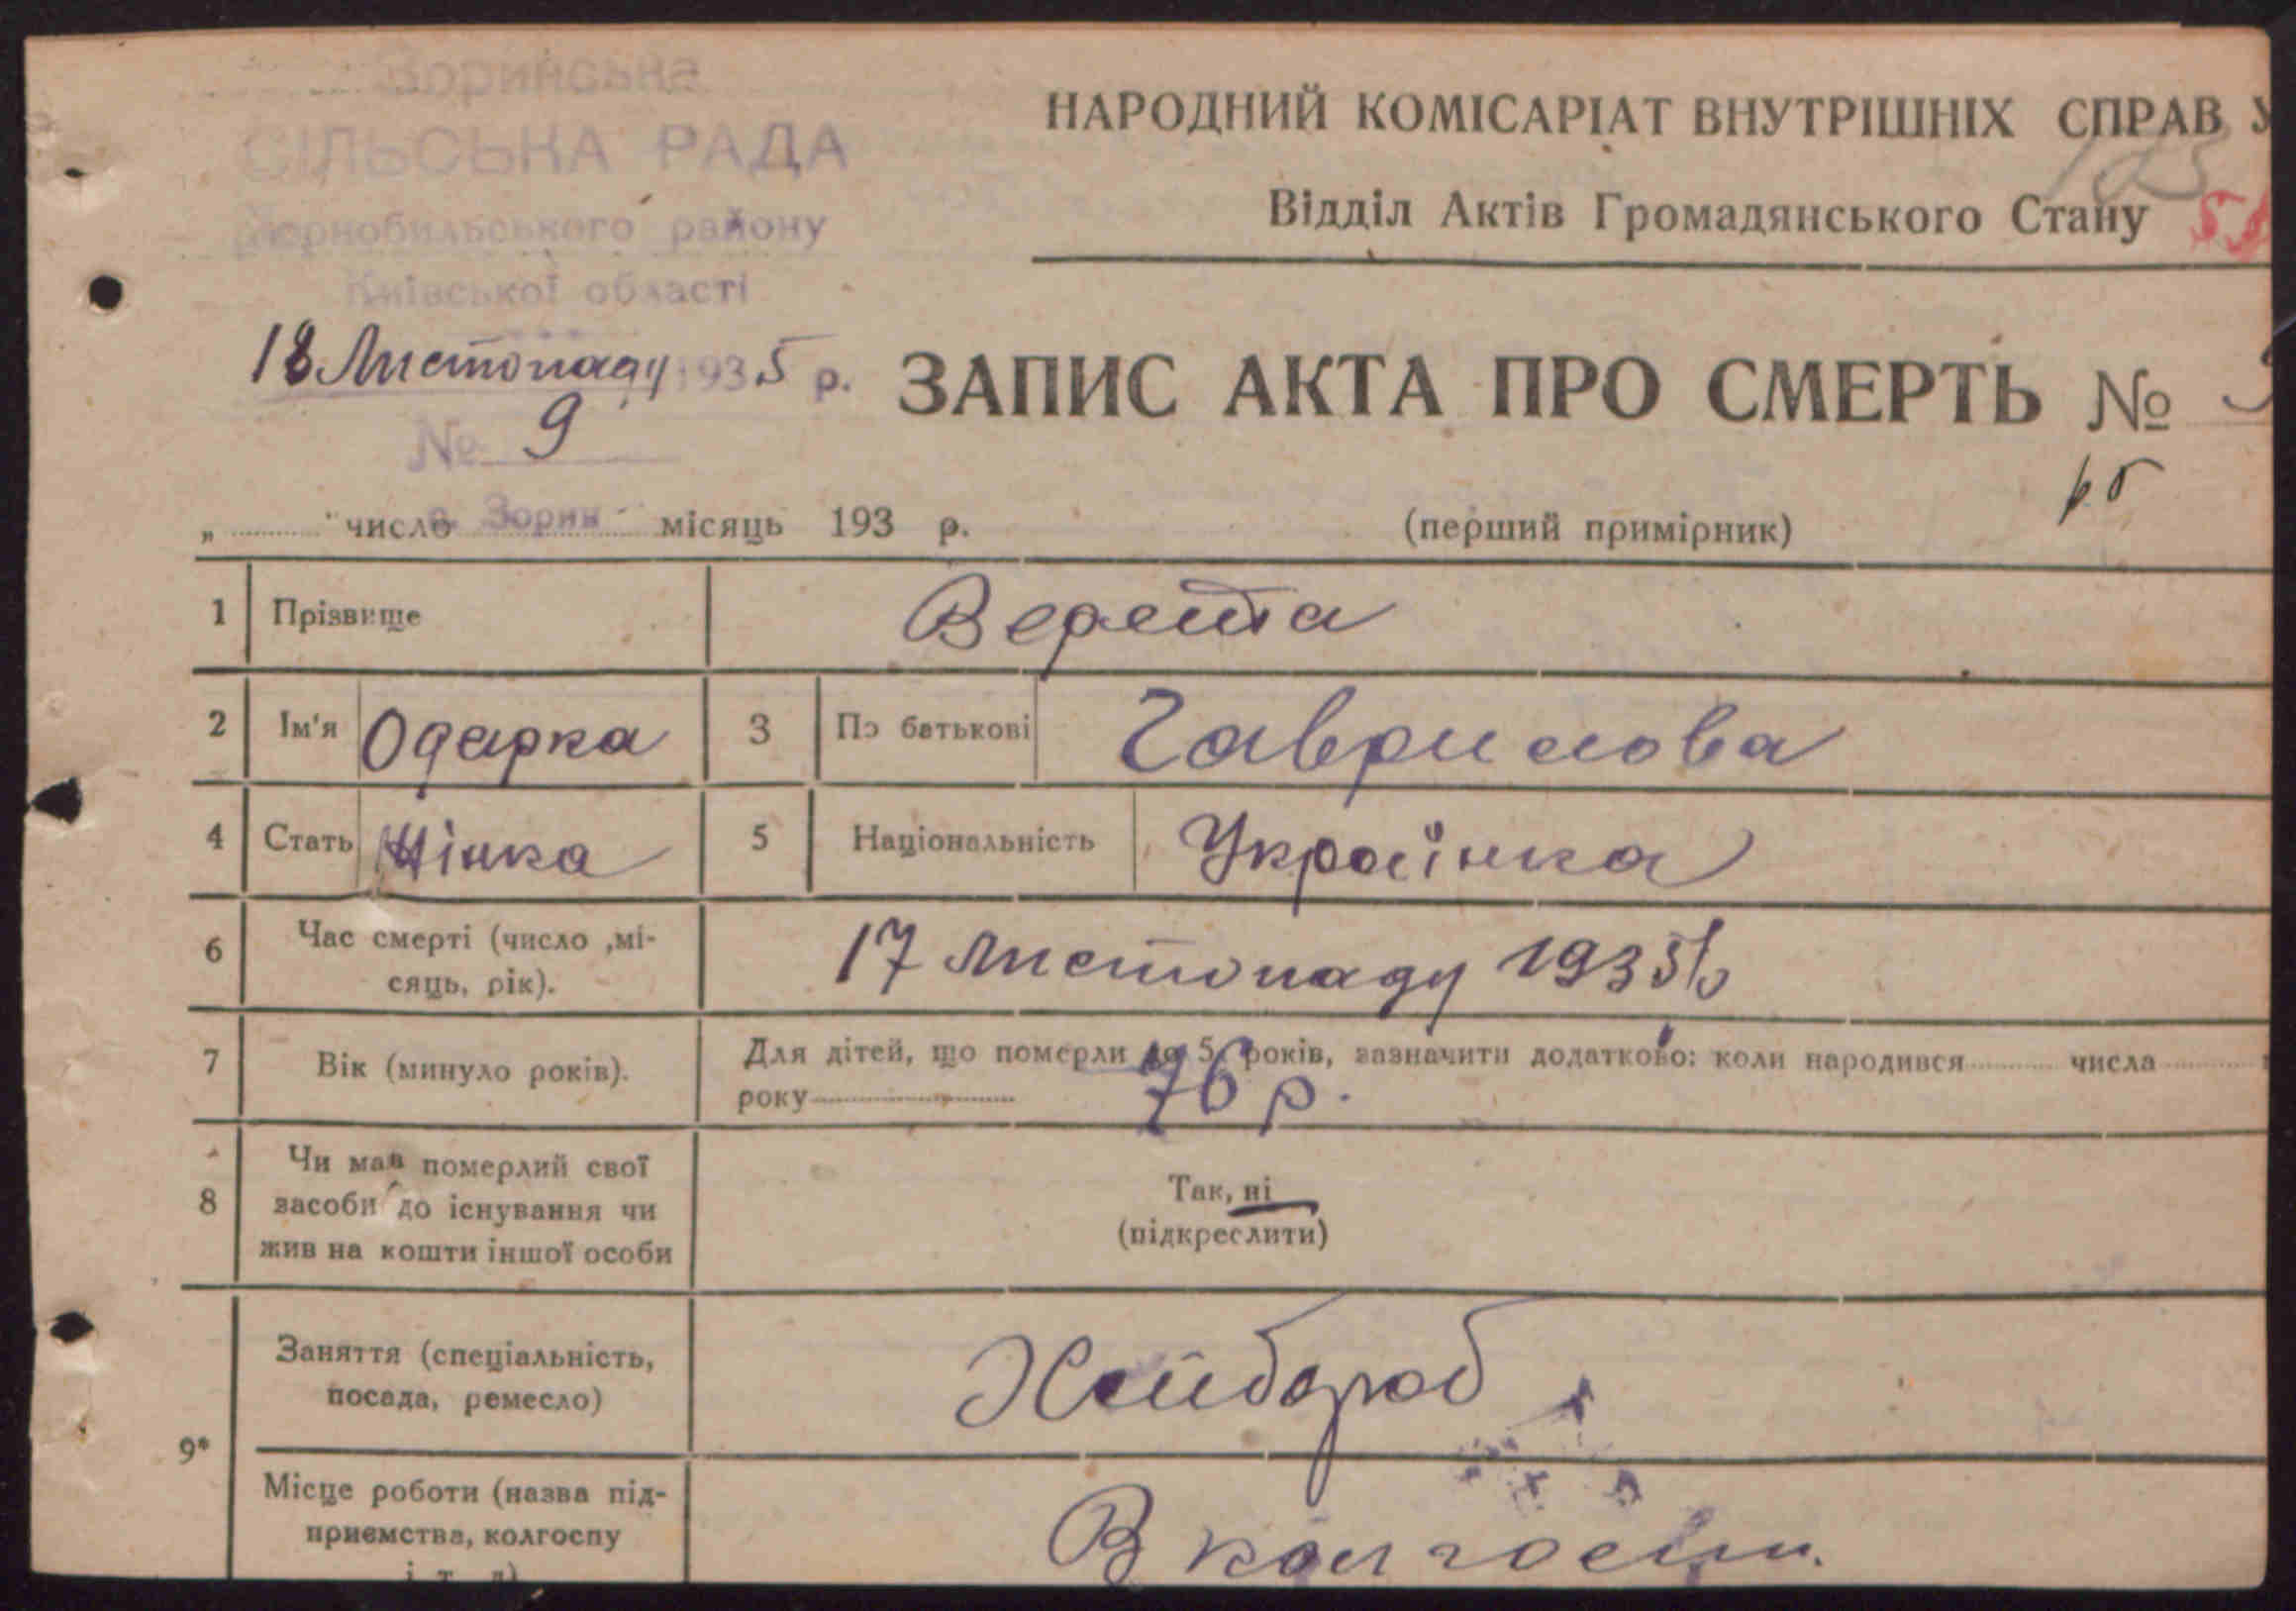 Зоринська
СІЛЬСЬКА РАДА
Чорнобильського району
Київської області
18 Листопаду 1935 р.
№ 9
с. Зорин
НАРОДНИЙ КОМІСАРІАТ ВНУТРІШНІХ СПРАВ У
Відділ Актів Громадянського Стану
ЗАПИС АКТА ПРО СМЕРТЬ №
„ " число місяць 193 р.
(перший примірник)
1 Прізвище Верета
2 Ім'я Одарка 3 По батькові Гаврилова
4 Стать Жінка 5 Національність Українка
6 Час смерті (число ,мі-
сяць, рік). 17 Листопаду 1935 р
7 Вік (минуло років). Для дітей, що померли до 5 років, зазначити додатково: коли народився числа
року 76 р.
8 Чи мав померлий свої
засоби до існування чи
жив на кошти іншої особи
Так, ні
(підкреслити)
9* Заняття (спеціальність,
посада, ремесло) Хлібороб
Місце роботи (назва під-
приємства, колгоспу
і т. п) В колгоспі